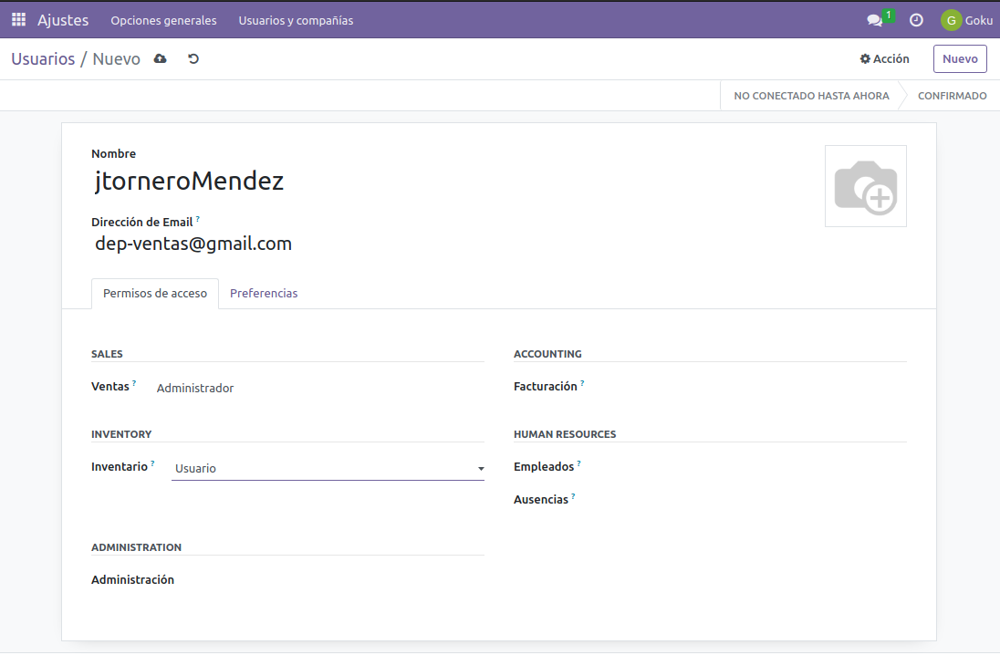 Ajustes Opciones generales Usuarios y compañías 1 G Goku
Usuarios / Nuevo Acción Nuevo
NO CONECTADO HASTA AHORA CONFIRMADO
Nombre
jtorneroMendez
Dirección de Email ?
dep-ventas@gmail.com
Permisos de acceso Preferencias
SALES
Ventas ? Administrador
ACCOUNTING
Facturación ?
INVENTORY
Inventario ? Usuario
HUMAN RESOURCES
Empleados ?
Ausencias ?
ADMINISTRATION
Administración